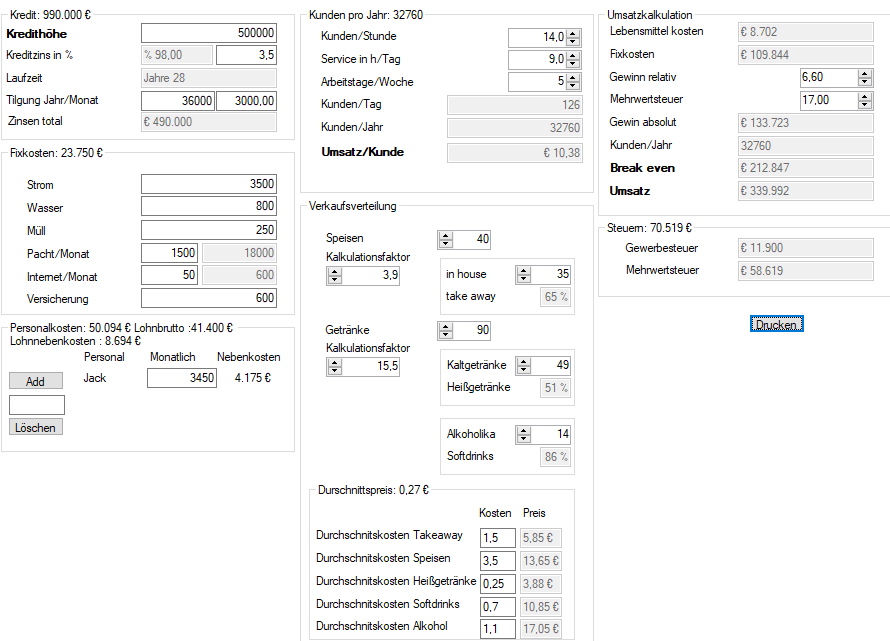 Kredit: 990.000 €
Kredithöhe 500000
Kreditzins in % % 98,00 3,5
Laufzeit Jahre 28
Tilgung Jahr/Monat 36000 3000,00
Zinsen total € 490.000
Fixkosten: 23.750 €
Strom 3500
Wasser 800
Müll 250
Pacht/Monat 1500 18000
Internet/Monat 50 600
Versicherung 600
Personalkosten: 50.094 € Lohnbrutto :41.400 €
Lohnnebenkosten : 8.694 €
Personal Monatlich Nebenkosten
Add Jack 3450 4.175 €
Löschen
Kunden pro Jahr: 32760
Kunden/Stunde 14,0
Service in h/Tag 9,0
Arbeitstage/Woche 5
Kunden/Tag 126
Kunden/Jahr 32760
Umsatz/Kunde € 10,38
Verkaufsverteilung
Speisen 40
Kalkulationsfaktor
3,9
in house 35
take away 65 %
Getränke 90
Kalkulationsfaktor
15,5
Kaltgetränke 49
Heißgetränke 51 %
Alkoholika 14
Softdrinks 86 %
Durschnittspreis: 0,27 €
Kosten Preis
Durchschnitskosten Takeaway 1,5 5,85 €
Durchschnitskosten Speisen 3,5 13,65 €
Durchschnitskosten Heißgetränke 0,25 3,88 €
Durchschnitskosten Softdrinks 0,7 10,85 €
Durchschnitskosten Alkohol 1,1 17,05 €
Umsatzkalkulation
Lebensmittel kosten € 8.702
Fixkosten € 109.844
Gewinn relativ 6,60
Mehrwertsteuer 17,00
Gewin absolut € 133.723
Kunden/Jahr 32760
Break even € 212.847
Umsatz € 339.992
Steuern: 70.519 €
Gewerbesteuer € 11.900
Mehrwertsteuer € 58.619
Drucken